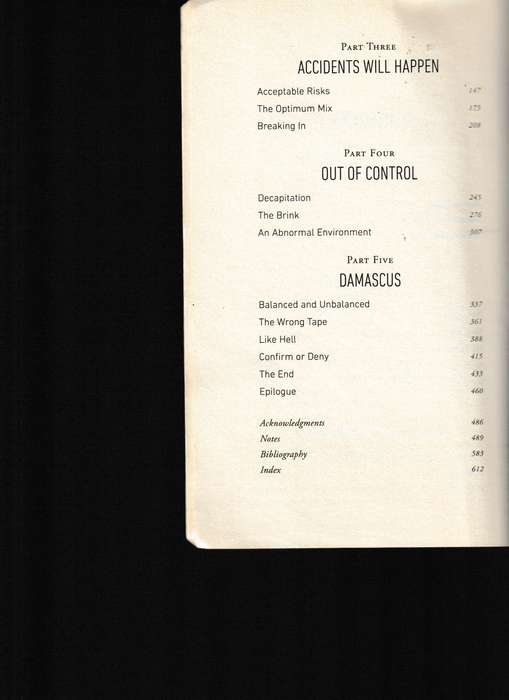 PART THREE
ACCIDENTS WILL HAPPEN
Acceptable Risks 147
The Optimum Mix 175
Breaking In 208
PART FOUR
OUT OF CONTROL
Decapitation 245
The Brink 276
An Abnormal Environment 307
PART FIVE
DAMASCUS
Balanced and Unbalanced 337
The Wrong Tape 361
Like Hell 388
Confirm or Deny 415
The End 433
Epilogue 460
Acknowledgments 486
Notes 489
Bibliography 583
Index 612